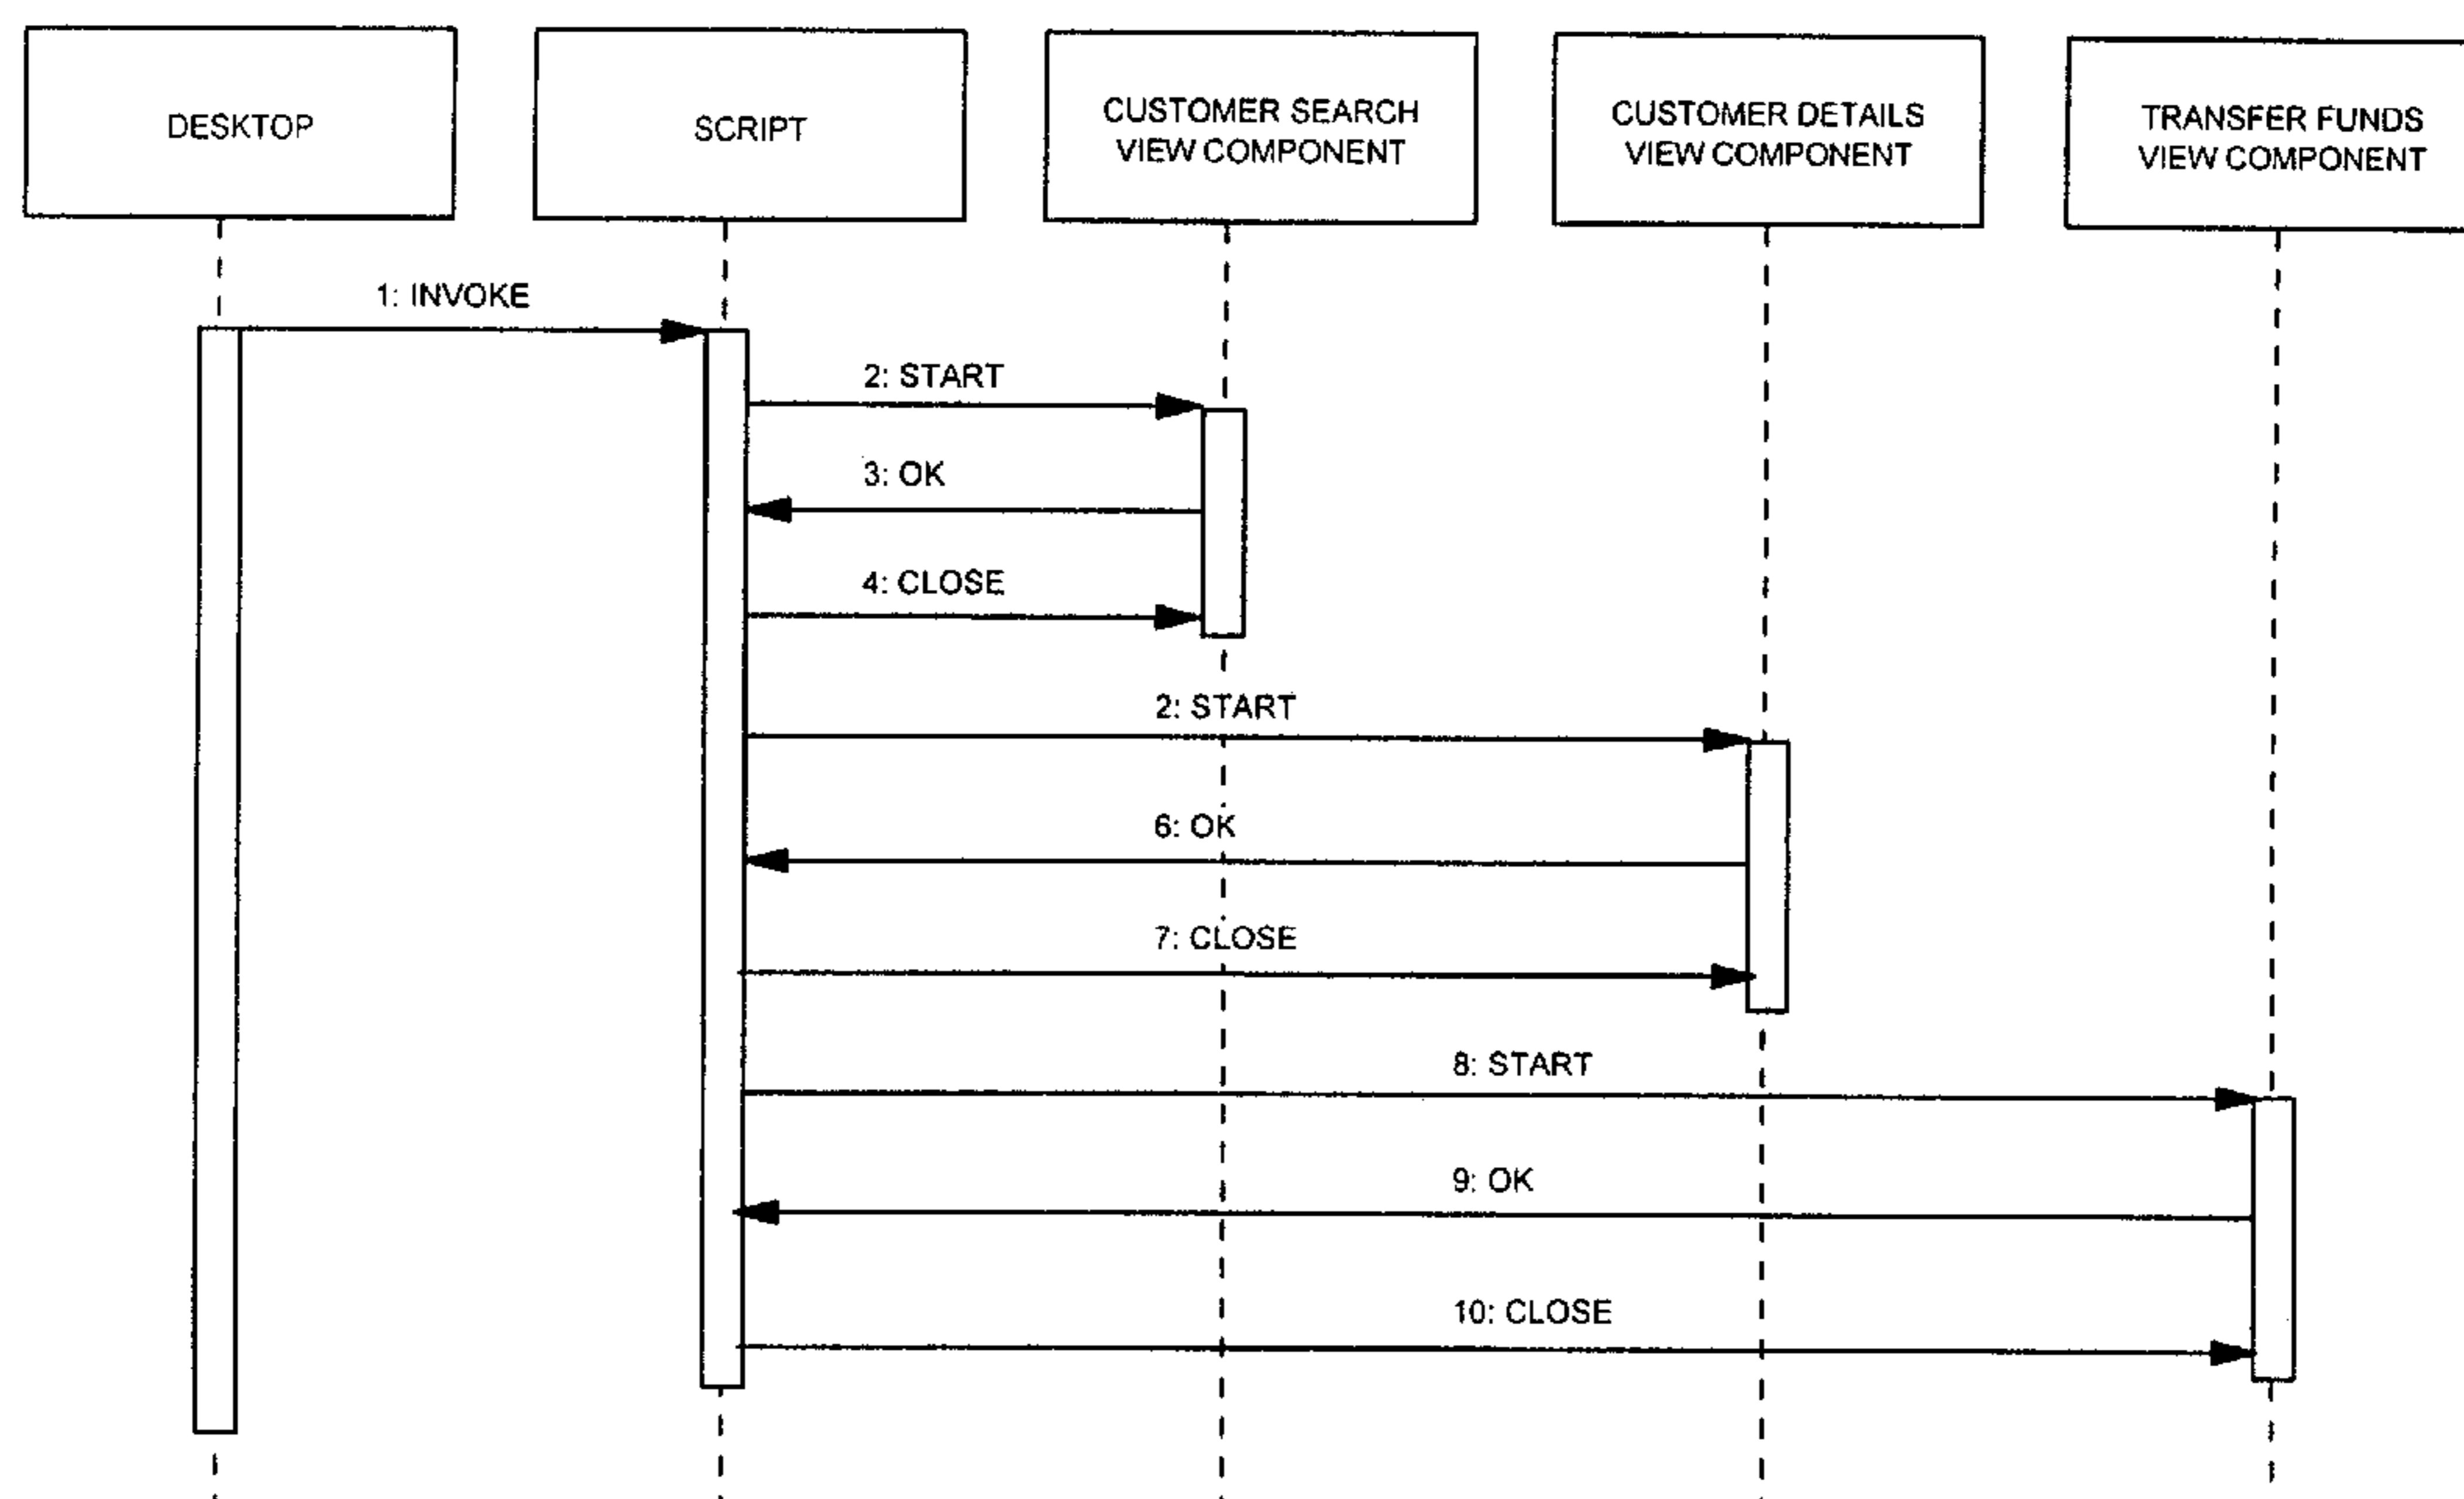 DESKTOP
SCRIPT
CUSTOMER SEARCH
VIEW COMPONENT
CUSTOMER DETAILS
VIEW COMPONENT
TRANSFER FUNDS
VIEW COMPONENT
1: INVOKE
2: START
3: OK
4: CLOSE
2: START
6: OK
7: CLOSE
8: START
9: OK
10: CLOSE